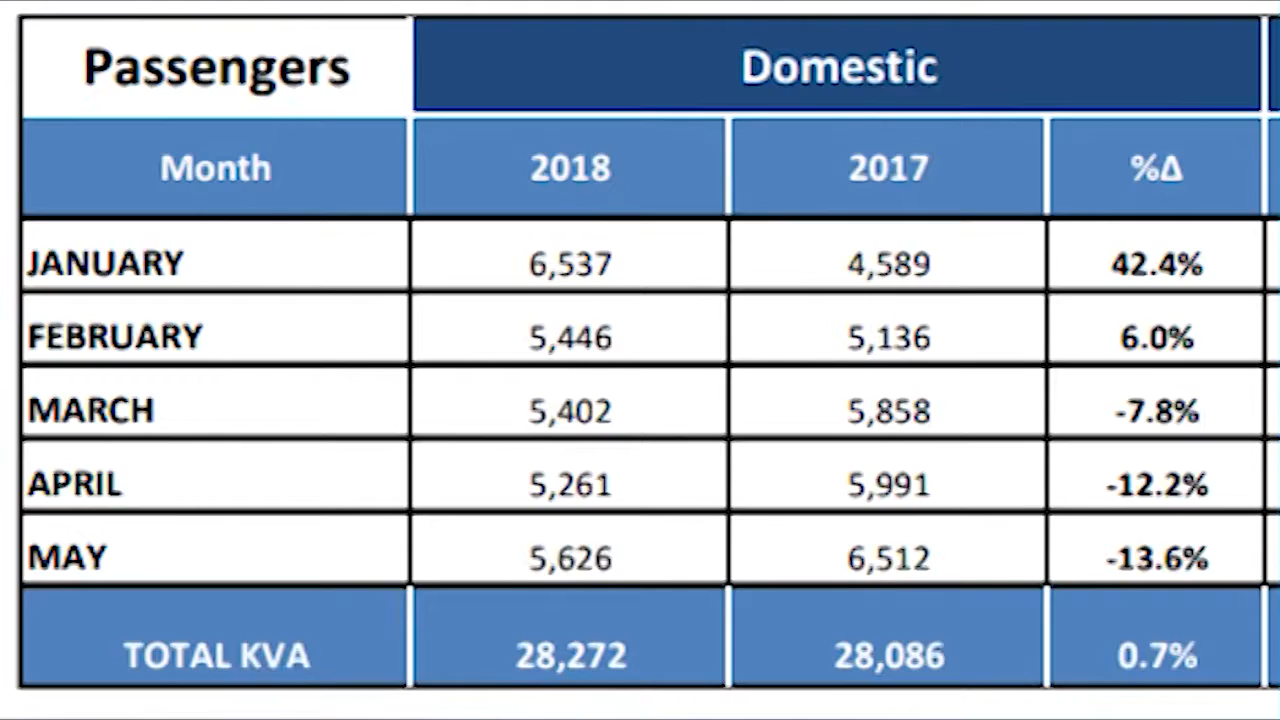 Passengers Domestic
Month 2018 2017 %Δ
JANUARY 6,537 4,589 42.4%
FEBRUARY 5,446 5,136 6.0%
MARCH 5,402 5,858 -7.8%
APRIL 5,261 5,991 -12.2%
MAY 5,626 6,512 -13.6%
TOTAL KVA 28,272 28,086 0.7%